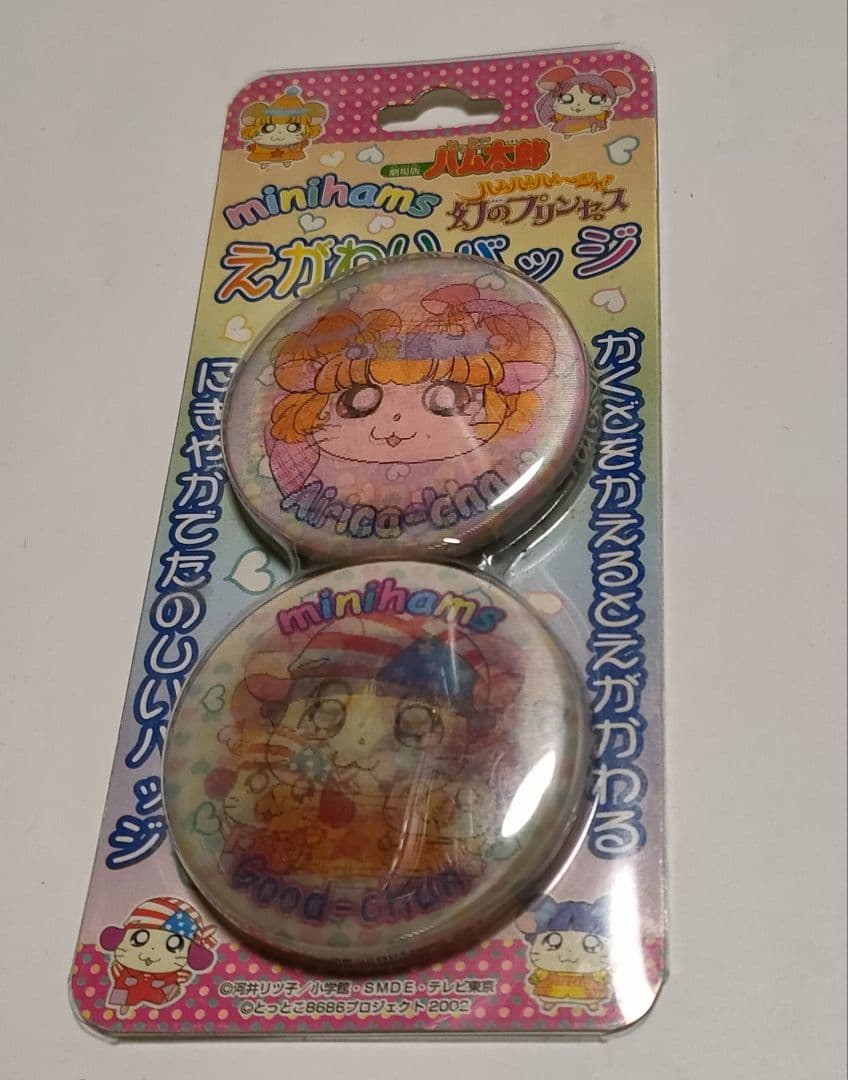 劇場版
ハム太郎
minihams
ハムハムハムージャ!
幻のプリンセス
えがわりバッジ
かくどをかえるとえがかわる
にぎやかでたのしいバッジ
Airica=chan
minihams
Good=chum
©河井リツ子/小学館・SMDE・テレビ東京
©とっとこ8686プロジェクト2002